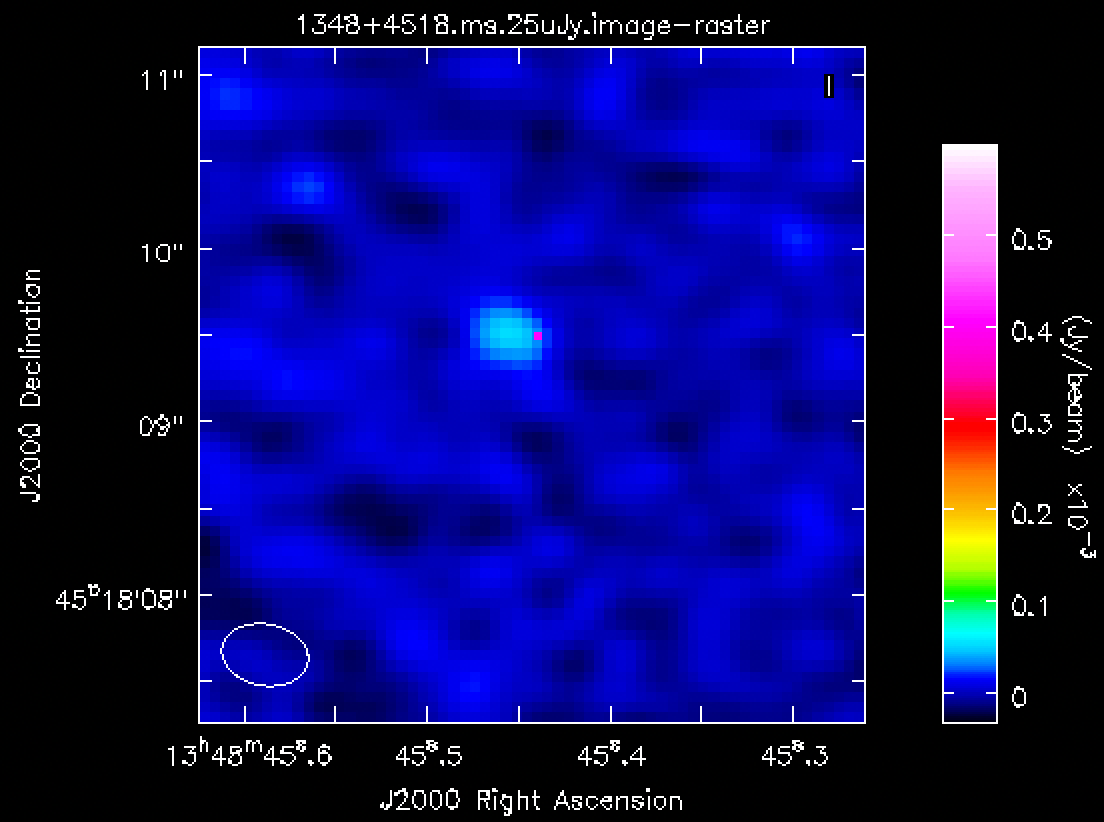 1348+4518.ms.25uJy.image-raster
I
11"
10"
09"
45°18'08"
J2000 Declination
13ʰ48ᵐ45ˢ.6 45ˢ.5 45ˢ.4 45ˢ.3
J2000 Right Ascension
0.5
0.4
0.3
0.2
0.1
0
(Jy/beam) ×10⁻³